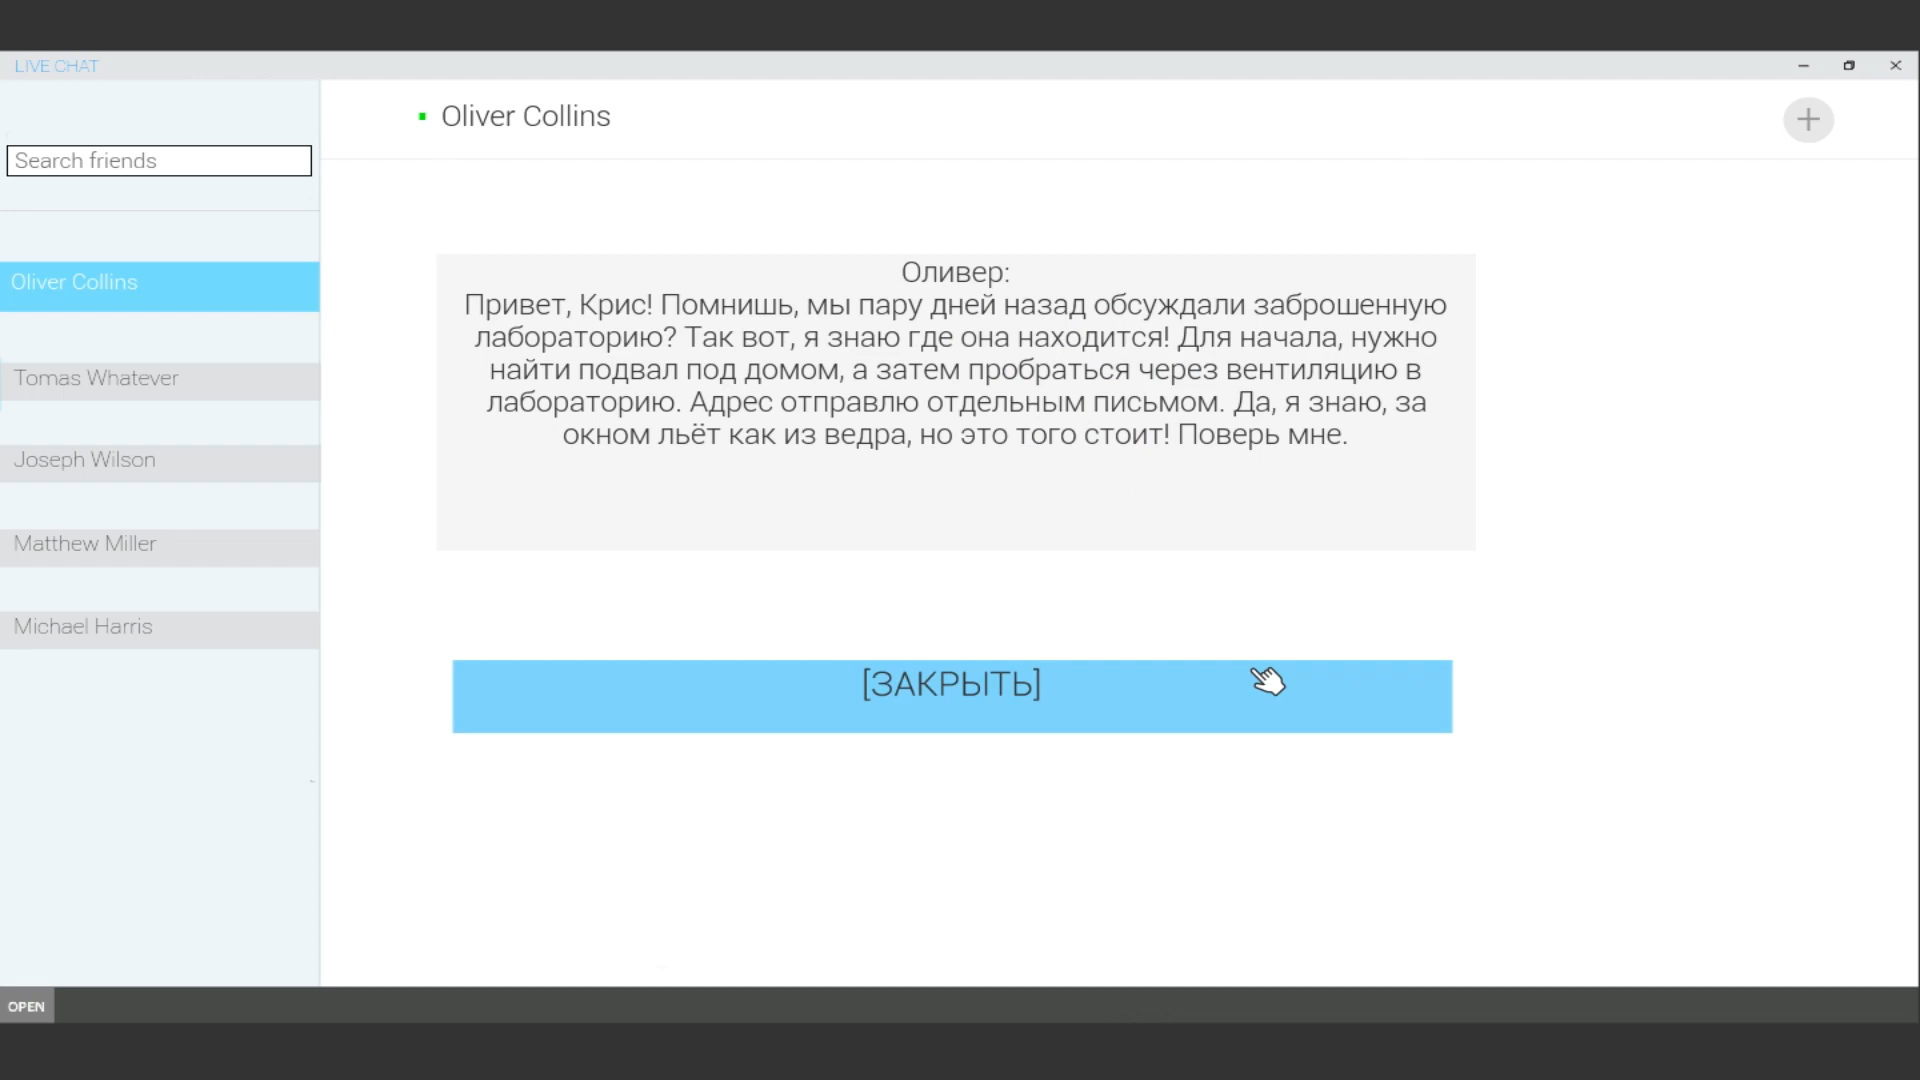 LIVE CHAT
Oliver Collins
Search friends
Oliver Collins
Tomas Whatever
Joseph Wilson
Matthew Miller
Michael Harris
Оливер:
Привет, Крис! Помнишь, мы пару дней назад обсуждали заброшенную
лабораторию? Так вот, я знаю где она находится! Для начала, нужно
найти подвал под домом, а затем пробраться через вентиляцию в
лабораторию. Адрес отправлю отдельным письмом. Да, я знаю, за
окном льёт как из ведра, но это того стоит! Поверь мне.
[ЗАКРЫТЬ]
OPEN